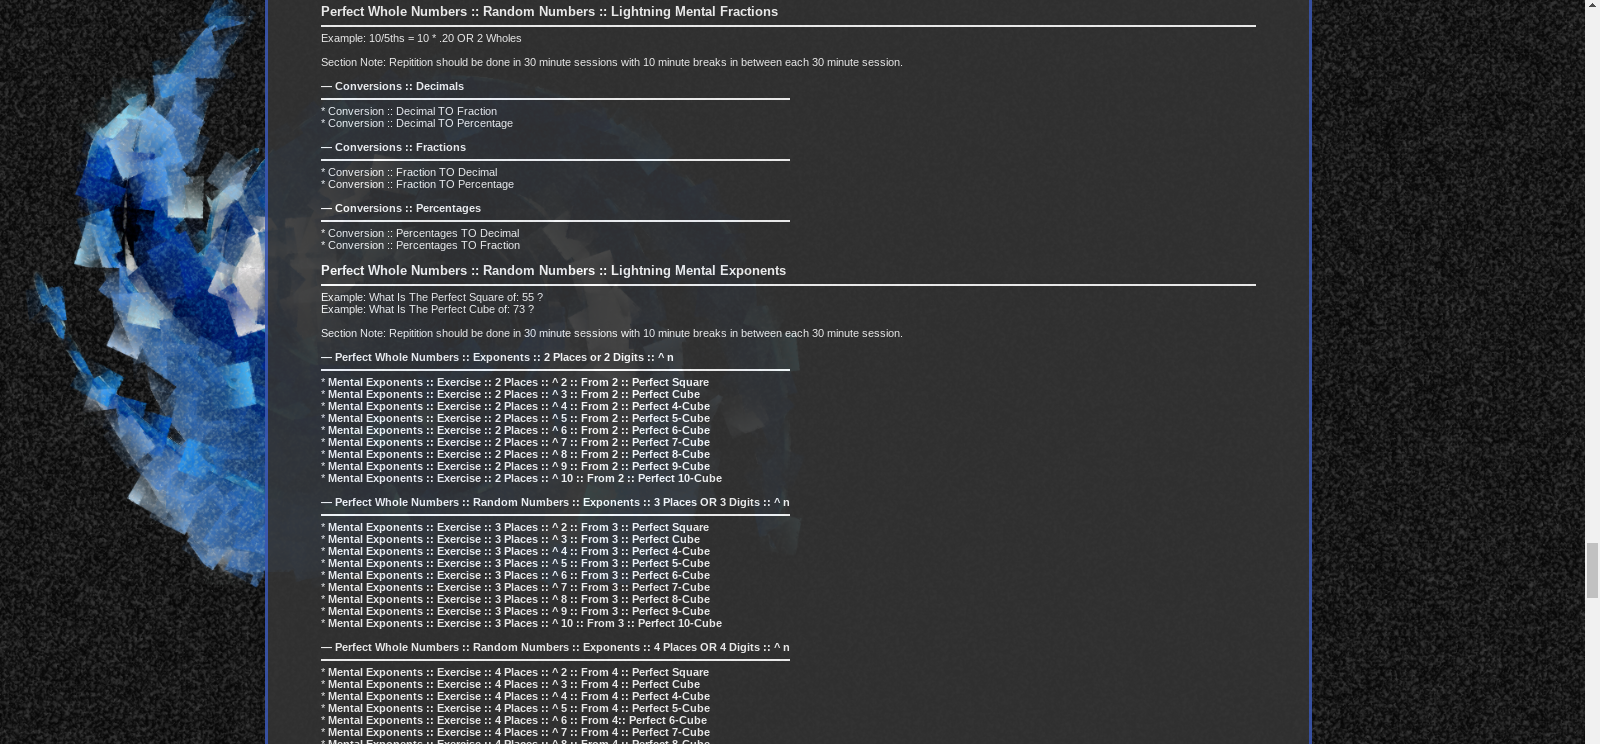 Perfect Whole Numbers :: Random Numbers :: Lightning Mental Fractions
Example: 10/5ths = 10 * .20 OR 2 Wholes
Section Note: Repitition should be done in 30 minute sessions with 10 minute breaks in between each 30 minute session.
— Conversions :: Decimals
* Conversion :: Decimal TO Fraction
* Conversion :: Decimal TO Percentage
— Conversions :: Fractions
* Conversion :: Fraction TO Decimal
* Conversion :: Fraction TO Percentage
— Conversions :: Percentages
* Conversion :: Percentages TO Decimal
* Conversion :: Percentages TO Fraction
Perfect Whole Numbers :: Random Numbers :: Lightning Mental Exponents
Example: What Is The Perfect Square of: 55 ?
Example: What Is The Perfect Cube of: 73 ?
Section Note: Repitition should be done in 30 minute sessions with 10 minute breaks in between each 30 minute session.
— Perfect Whole Numbers :: Exponents :: 2 Places or 2 Digits :: ^ n
* Mental Exponents :: Exercise :: 2 Places :: ^ 2 :: From 2 :: Perfect Square
* Mental Exponents :: Exercise :: 2 Places :: ^ 3 :: From 2 :: Perfect Cube
* Mental Exponents :: Exercise :: 2 Places :: ^ 4 :: From 2 :: Perfect 4-Cube
* Mental Exponents :: Exercise :: 2 Places :: ^ 5 :: From 2 :: Perfect 5-Cube
* Mental Exponents :: Exercise :: 2 Places :: ^ 6 :: From 2 :: Perfect 6-Cube
* Mental Exponents :: Exercise :: 2 Places :: ^ 7 :: From 2 :: Perfect 7-Cube
* Mental Exponents :: Exercise :: 2 Places :: ^ 8 :: From 2 :: Perfect 8-Cube
* Mental Exponents :: Exercise :: 2 Places :: ^ 9 :: From 2 :: Perfect 9-Cube
* Mental Exponents :: Exercise :: 2 Places :: ^ 10 :: From 2 :: Perfect 10-Cube
— Perfect Whole Numbers :: Random Numbers :: Exponents :: 3 Places OR 3 Digits :: ^ n
* Mental Exponents :: Exercise :: 3 Places :: ^ 2 :: From 3 :: Perfect Square
* Mental Exponents :: Exercise :: 3 Places :: ^ 3 :: From 3 :: Perfect Cube
* Mental Exponents :: Exercise :: 3 Places :: ^ 4 :: From 3 :: Perfect 4-Cube
* Mental Exponents :: Exercise :: 3 Places :: ^ 5 :: From 3 :: Perfect 5-Cube
* Mental Exponents :: Exercise :: 3 Places :: ^ 6 :: From 3 :: Perfect 6-Cube
* Mental Exponents :: Exercise :: 3 Places :: ^ 7 :: From 3 :: Perfect 7-Cube
* Mental Exponents :: Exercise :: 3 Places :: ^ 8 :: From 3 :: Perfect 8-Cube
* Mental Exponents :: Exercise :: 3 Places :: ^ 9 :: From 3 :: Perfect 9-Cube
* Mental Exponents :: Exercise :: 3 Places :: ^ 10 :: From 3 :: Perfect 10-Cube
— Perfect Whole Numbers :: Random Numbers :: Exponents :: 4 Places OR 4 Digits :: ^ n
* Mental Exponents :: Exercise :: 4 Places :: ^ 2 :: From 4 :: Perfect Square
* Mental Exponents :: Exercise :: 4 Places :: ^ 3 :: From 4 :: Perfect Cube
* Mental Exponents :: Exercise :: 4 Places :: ^ 4 :: From 4 :: Perfect 4-Cube
* Mental Exponents :: Exercise :: 4 Places :: ^ 5 :: From 4 :: Perfect 5-Cube
* Mental Exponents :: Exercise :: 4 Places :: ^ 6 :: From 4:: Perfect 6-Cube
* Mental Exponents :: Exercise :: 4 Places :: ^ 7 :: From 4 :: Perfect 7-Cube
* Mental Exponents :: Exercise :: 4 Places :: ^ 8 :: From 4 :: Perfect 8-Cube